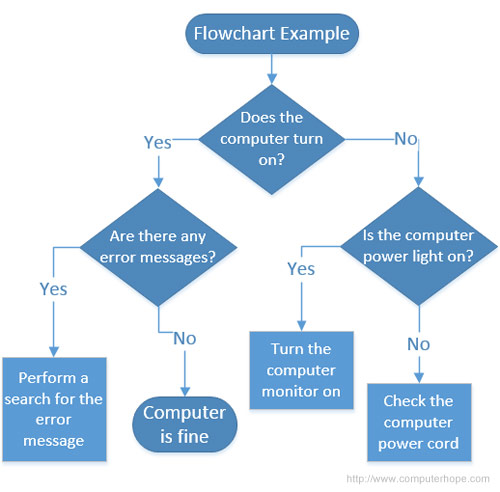 Flowchart Example
Does the
computer turn
on?
Yes
No
Are there any
error messages?
Is the computer
power light on?
Yes
Yes
No
No
Turn the
computer
monitor on
Perform a
search for the
error
message
Computer
is fine
Check the
computer
power cord
http://www.computerhope.com